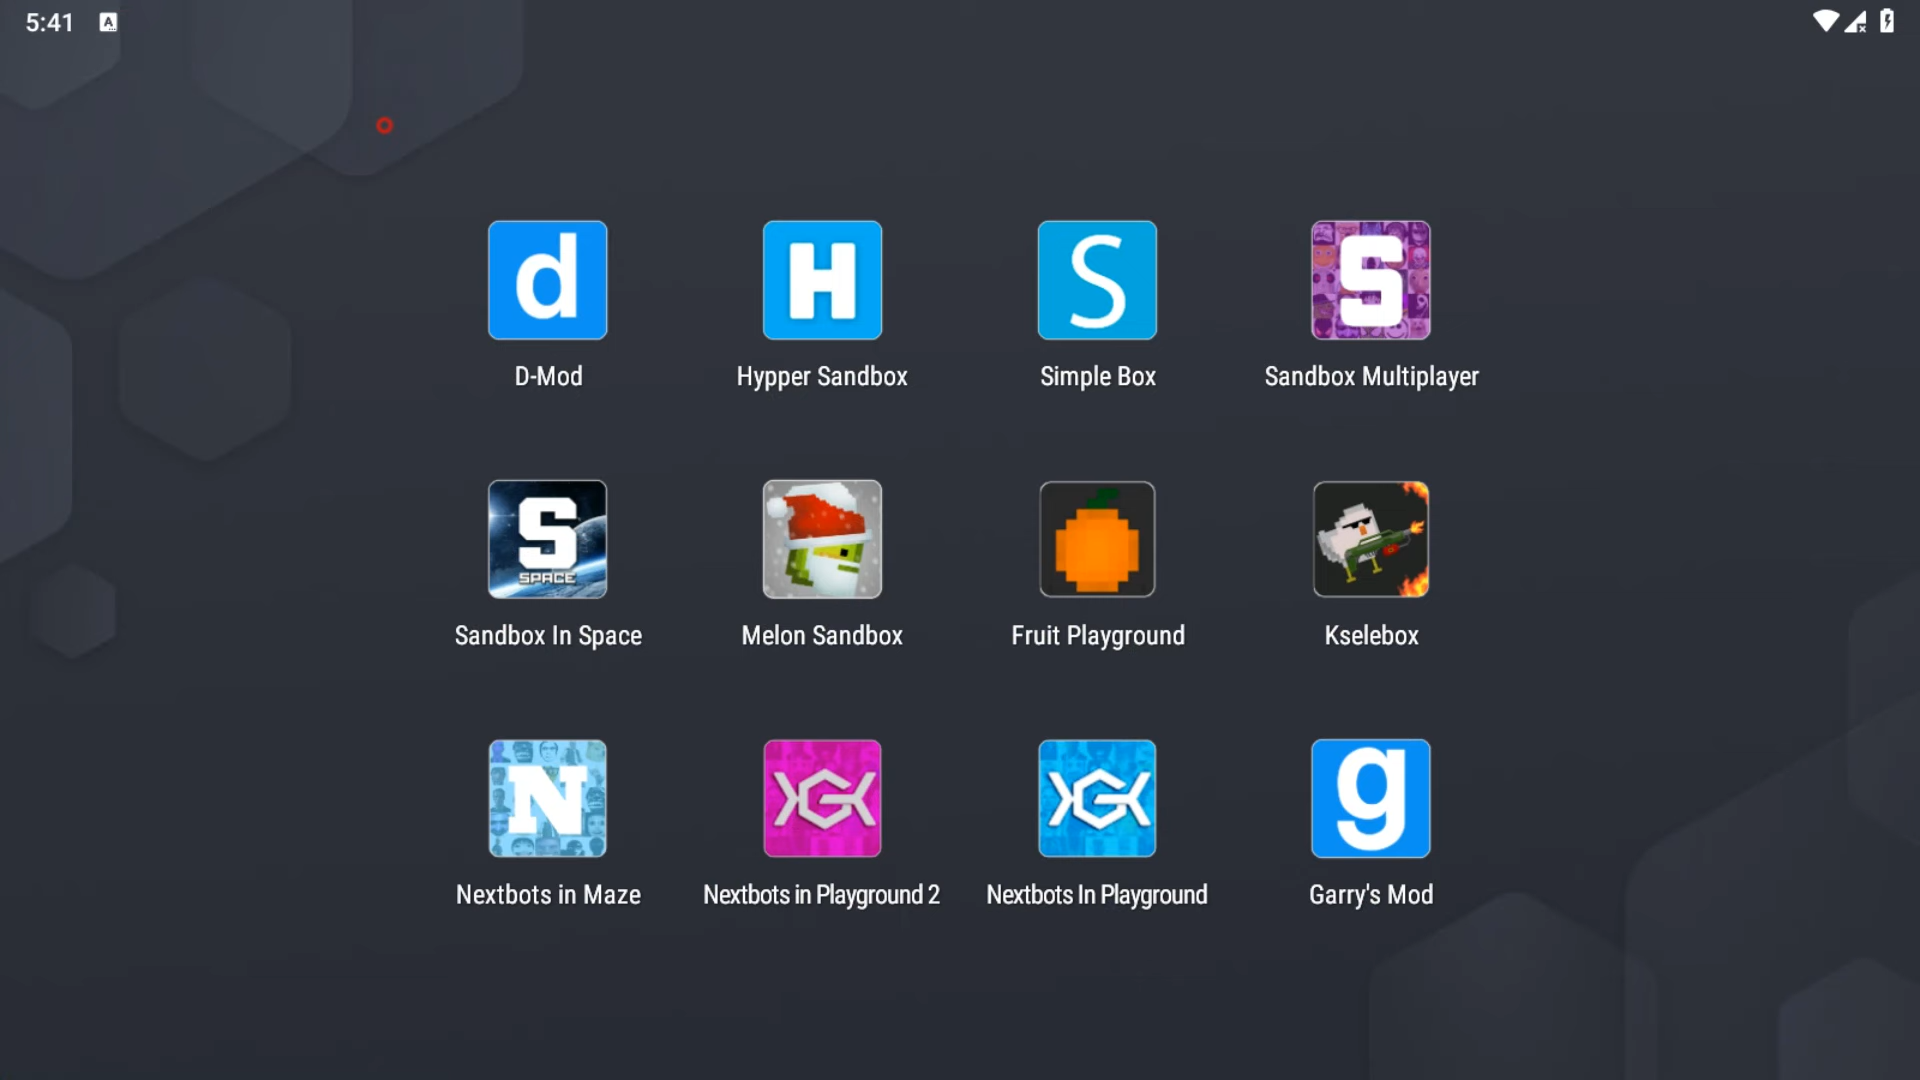 5:41 A
d H S S
D-Mod Hypper Sandbox Simple Box Sandbox Multiplayer
S
SPACE
Sandbox In Space Melon Sandbox Fruit Playground Kselebox
N G G g
Nextbots in Maze Nextbots in Playground 2 Nextbots In Playground Garry's Mod